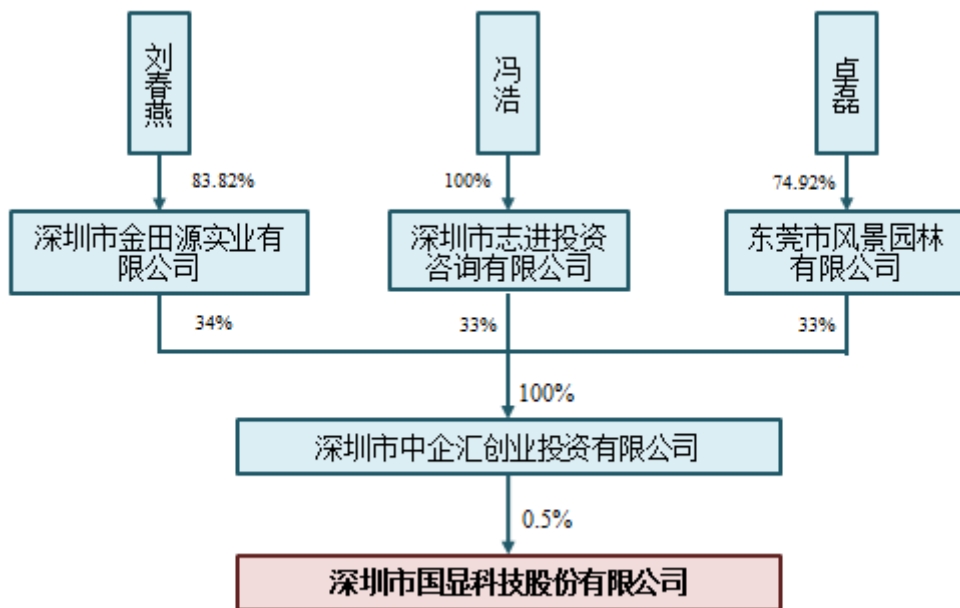 刘春燕
冯浩
卓磊
83.82%
100%
74.92%
深圳市金田源实业有
限公司
深圳市志进投资
咨询有限公司
东莞市风景园林
有限公司
34%
33%
33%
100%
深圳市中企汇创业投资有限公司
0.5%
深圳市国显科技股份有限公司